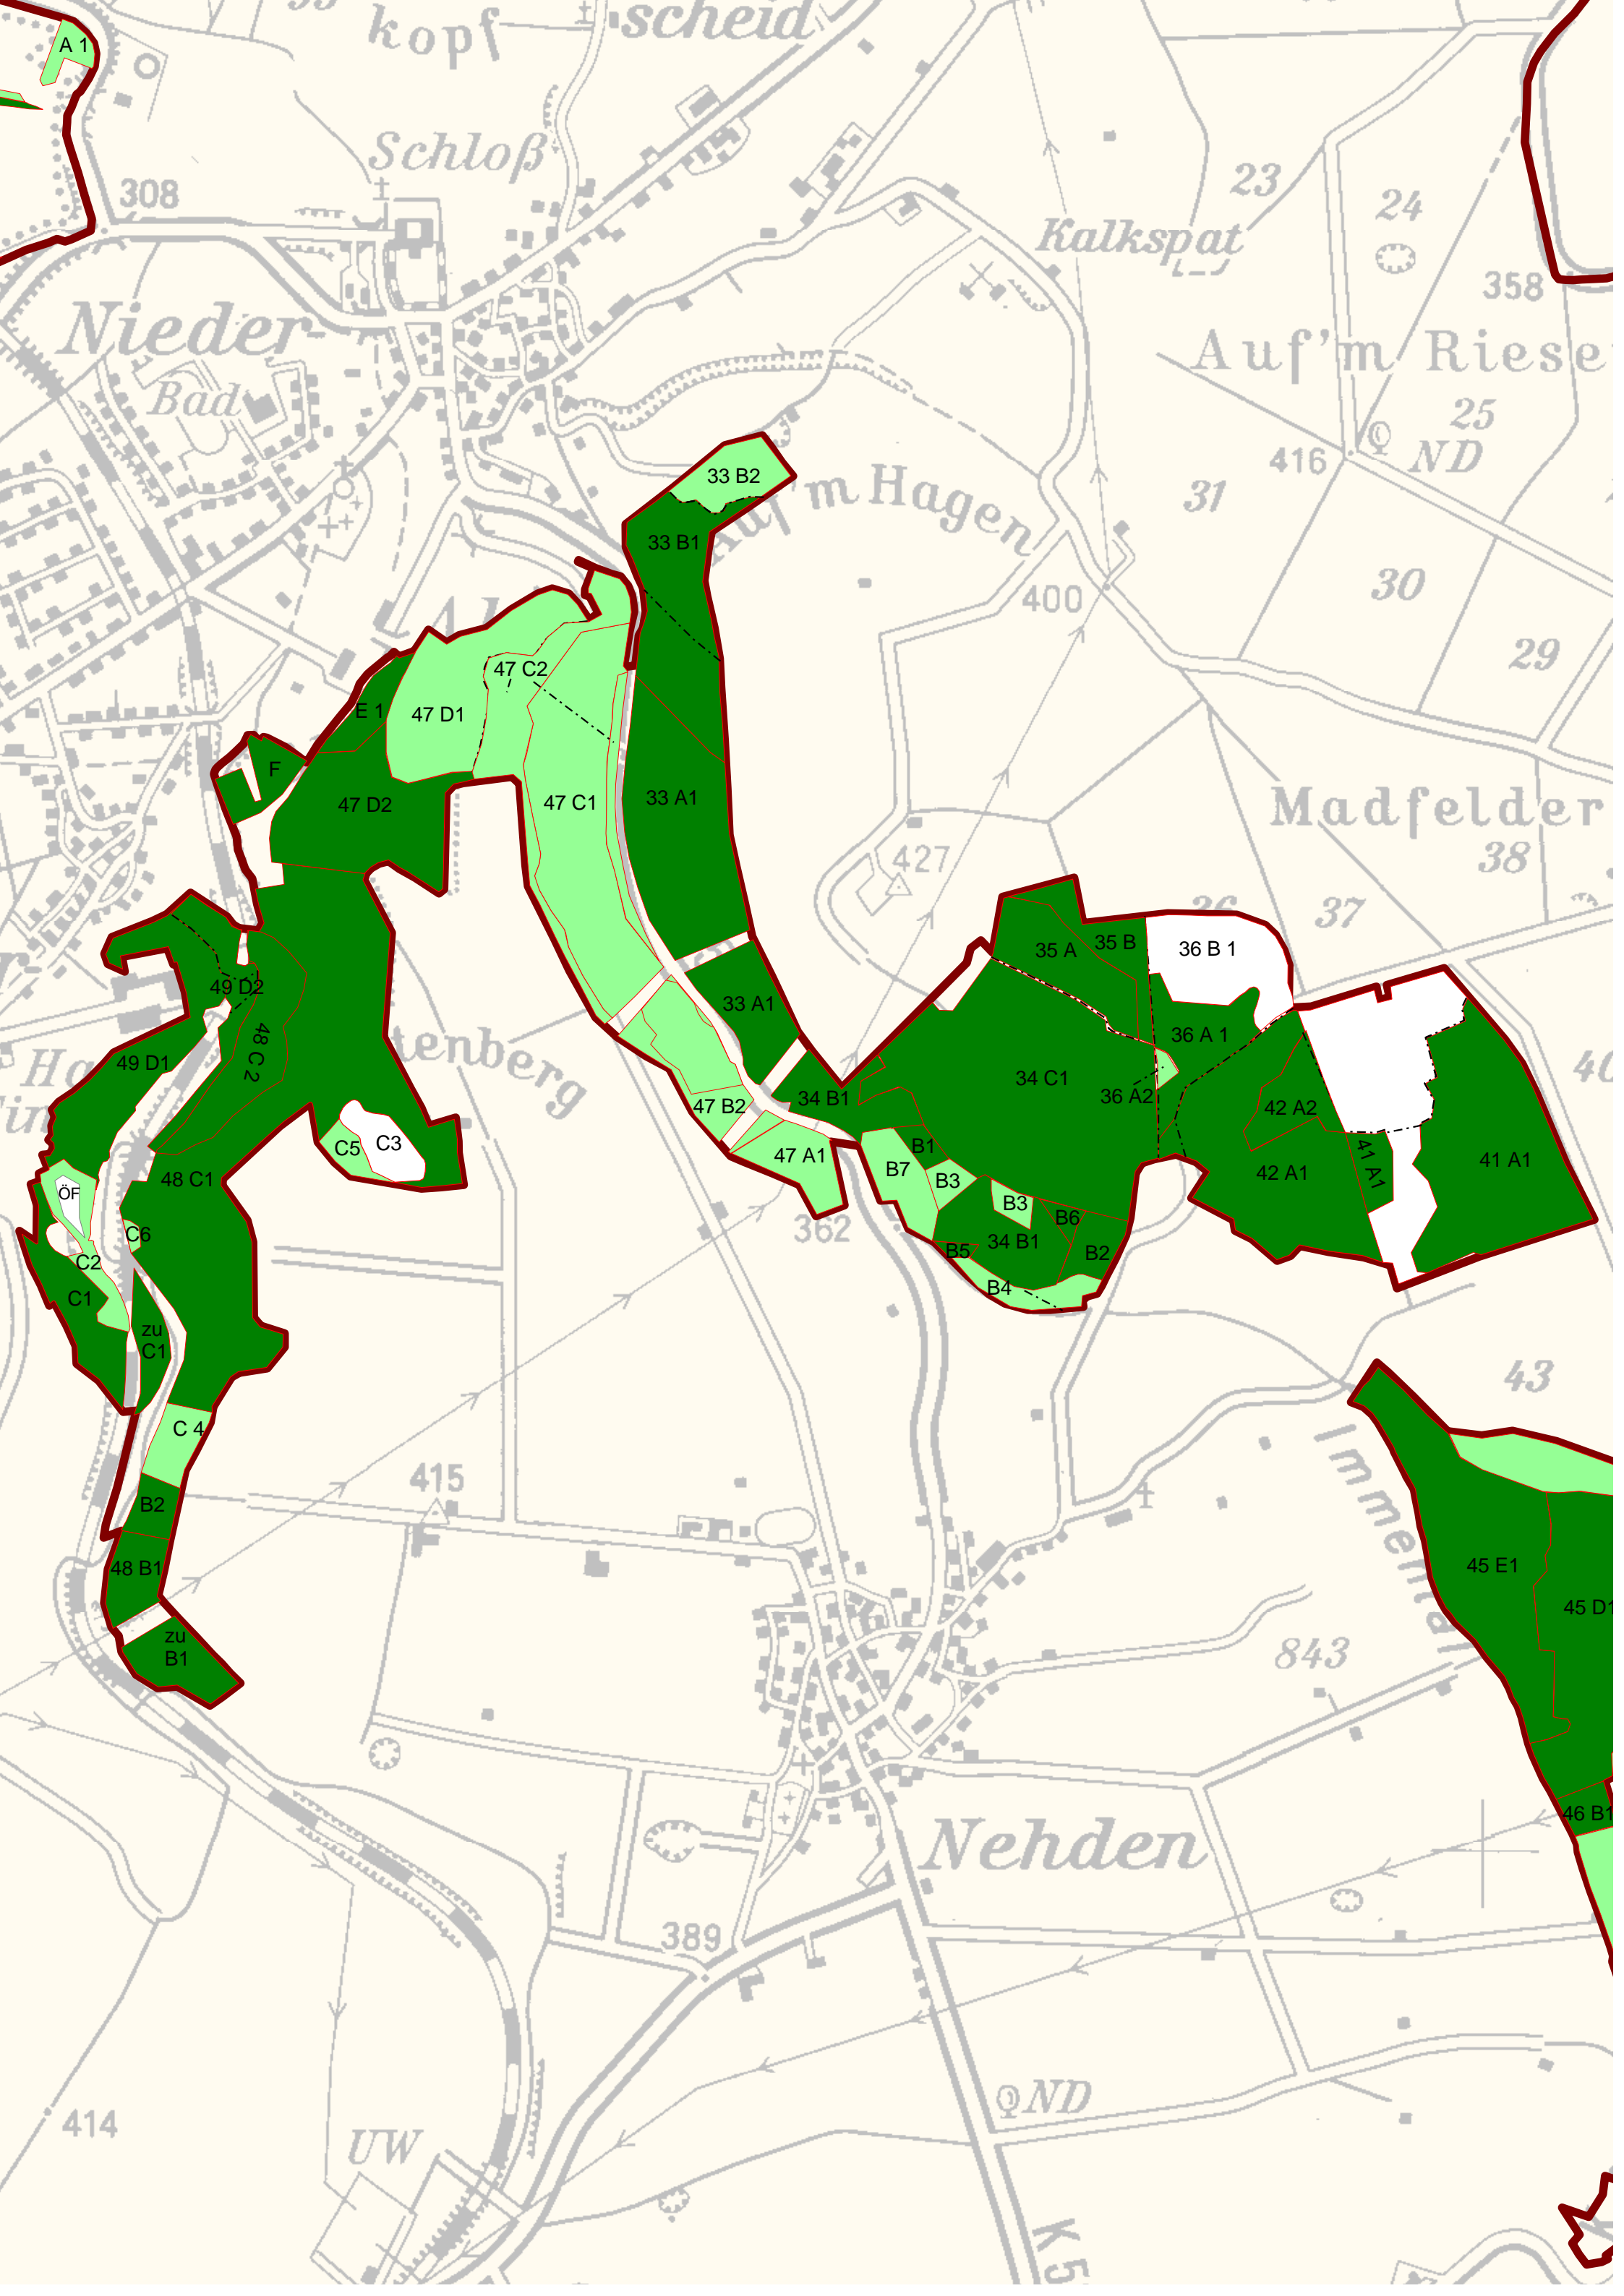 kopf
scheid
A 1
Schloß
308
23
24
Kalkspat
358
Nieder-
Auf'm Riese
Bad
25
ND
416
33 B2
Auf'm Hagen
31
33 B1
30
400
29
47 C2
E 1
47 D1
F
47 D2
47 C1
33 A1
Madfelder
38
427
36
37
35 A
35 B
36 B 1
49 D2
33 A1
36 A 1
48 C 2
tenberg
49 D1
34 C1
40
36 A2
34 B1
47 B2
42 A2
C5
C3
B1
47 A1
B7
B3
42 A1
41 A1
41 A1
48 C1
ÖF
B3
B6
362
C6
34 B1
B2
C2
B5
B4
C1
zu
C1
43
C 4
Immental
415
B2
45 E1
48 B1
45 D1
zu
B1
843
46 B1
Nehden
389
ND
414
UW
K 5